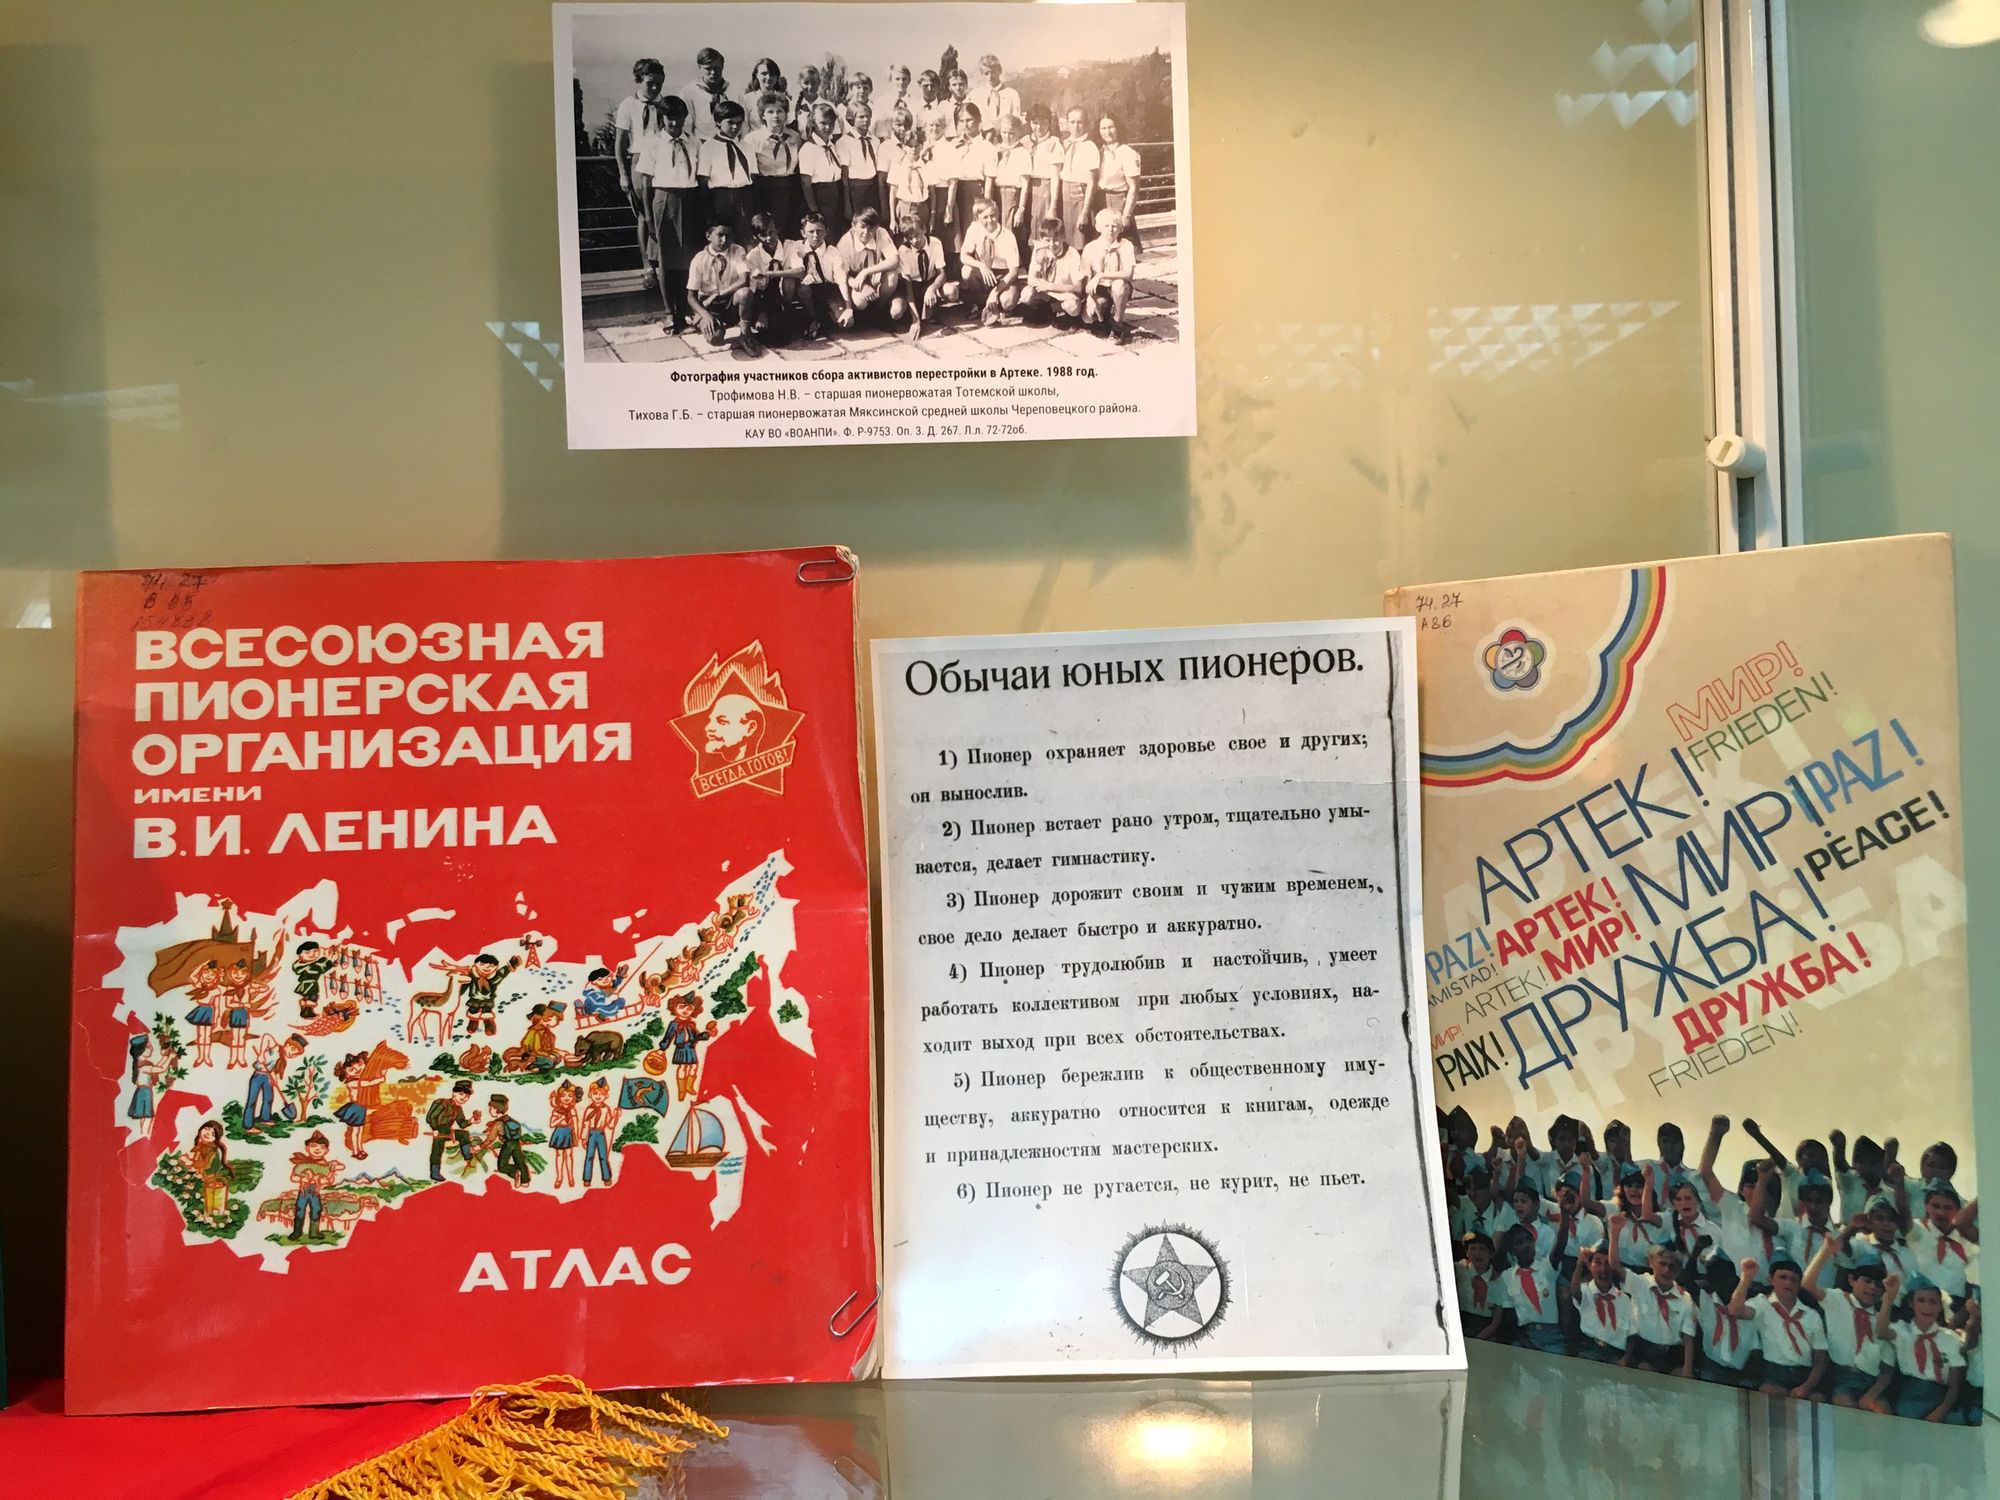 Фотография участников сбора активистов перестройки в Артеке. 1988 год.
Трофимова Н.В. – старшая пионервожатая Тотемской школы,
Тихова Г.Б. – старшая пионервожатая Мяксинской средней школы Череповецкого района.
КАУ ВО «ВОАНПИ». Ф. Р-9753. Оп. 3. Д. 267. Л.л. 72-72об.
ВСЕСОЮЗНАЯ
ПИОНЕРСКАЯ
ОРГАНИЗАЦИЯ
ИМЕНИ
В.И. ЛЕНИНА
ВСЕГДА ГОТОВ!
АТЛАС
Обычаи юных пионеров.
1) Пионер охраняет здоровье свое и других;
он вынослив.
2) Пионер встает рано утром, тщательно умы-
вается, делает гимнастику.
3) Пионер дорожит своим и чужим временем,
свое дело делает быстро и аккуратно.
4) Пионер трудолюбив и настойчив, умеет
работать коллективом при любых условиях, на-
ходит выход при всех обстоятельствах.
5) Пионер бережлив к общественному иму-
ществу, аккуратно относится к книгам, одежде
и принадлежностям мастерских.
6) Пионер не ругается, не курит, не пьет.
74.27
А86
МИР!
FRIEDEN!
АРТЕК!
МИР!
PAZ!
PEACE!
PAZ!
АРТЕК!
AMISTAD!
МИР!
ARTEK!
ДРУЖБА!
МИР!
PAIX!
ДРУЖБА!
FRIEDEN!